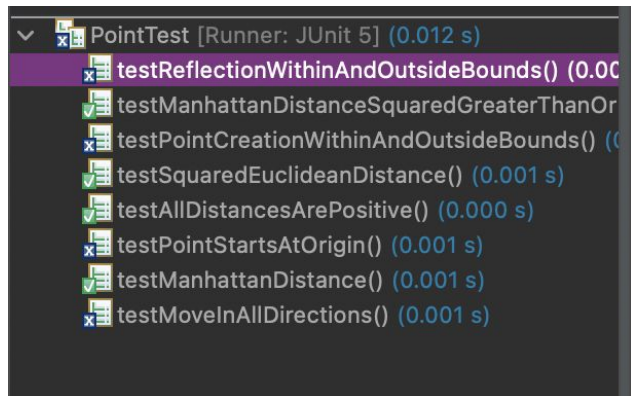 PointTest [Runner: JUnit 5] (0.012 s)
testReflectionWithinAndOutsideBounds() (0.00
testManhattanDistanceSquaredGreaterThanOr
testPointCreationWithinAndOutsideBounds() (
testSquaredEuclideanDistance() (0.001 s)
testAllDistancesArePositive() (0.000 s)
testPointStartsAtOrigin() (0.001 s)
testManhattanDistance() (0.001 s)
testMoveInAllDirections() (0.001 s)